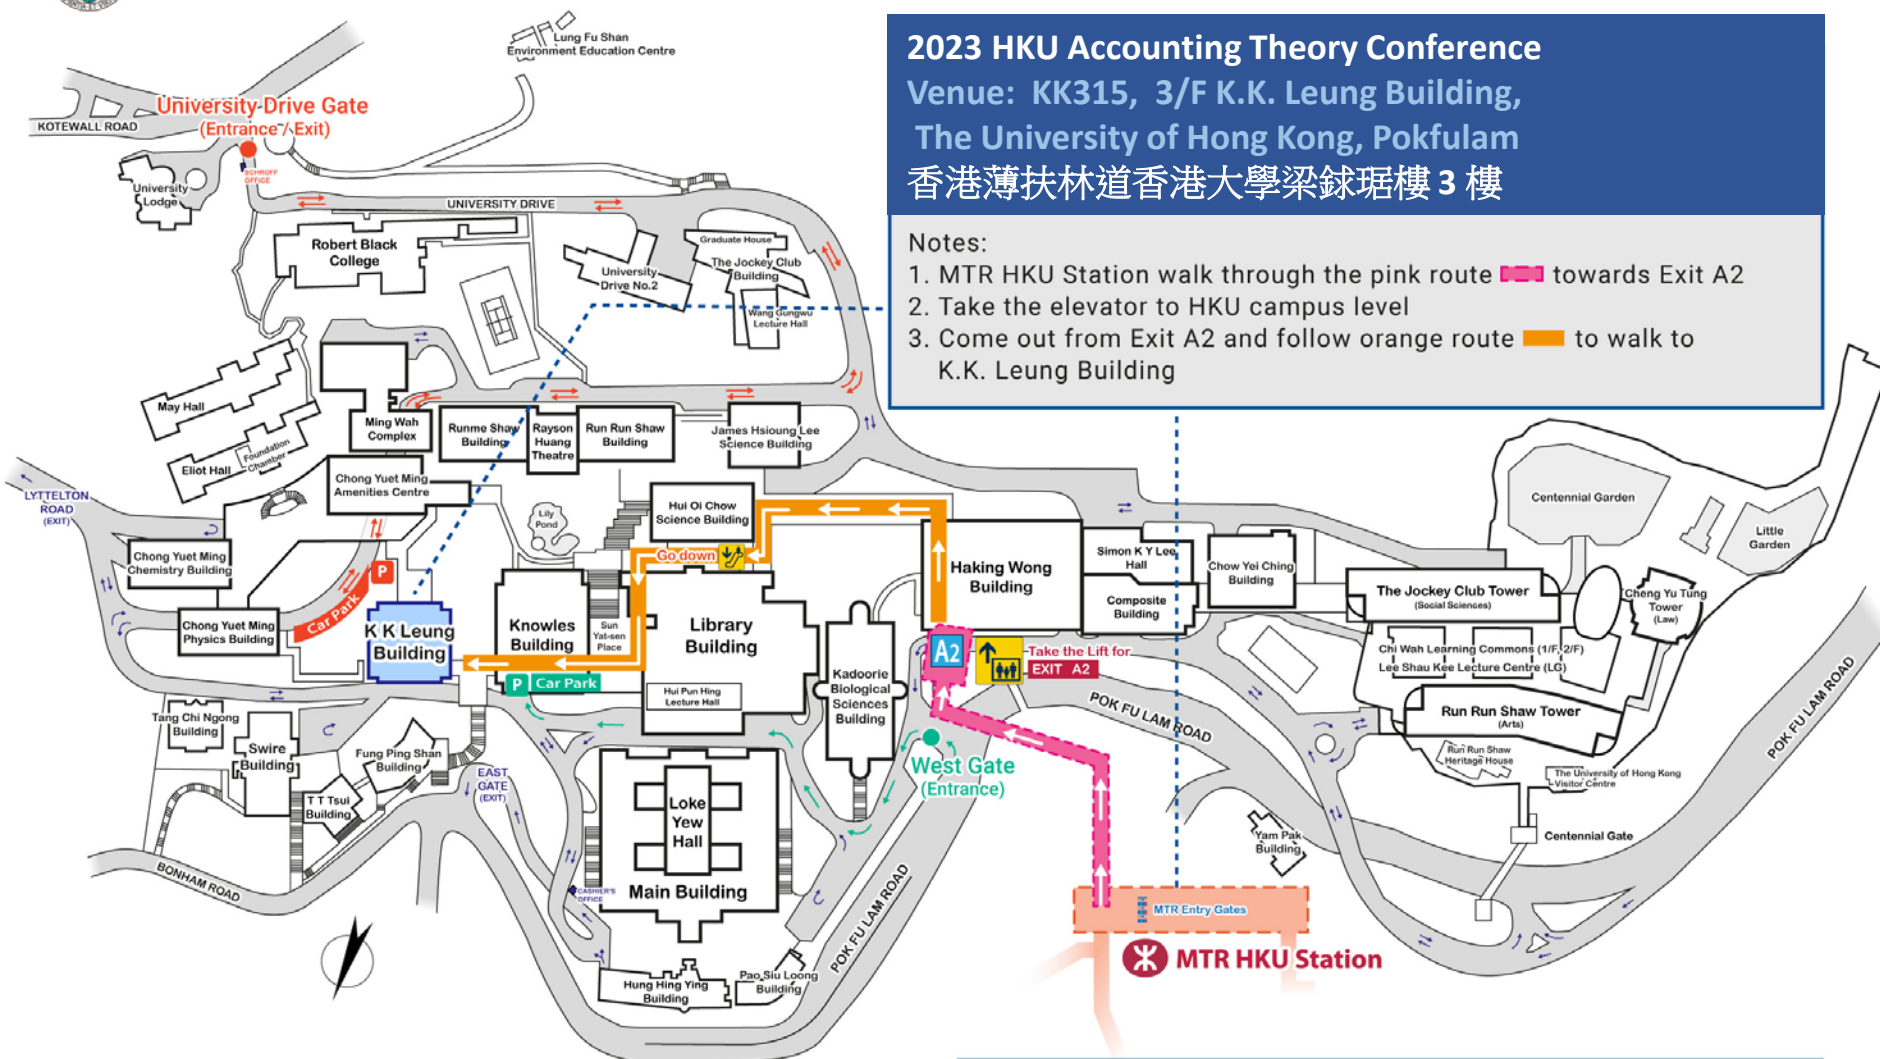 2023 HKU Accounting Theory Conference
Venue: KK315, 3/F K.K. Leung Building,
The University of Hong Kong, Pokfulam
香港薄扶林道香港大學梁銶琚樓 3 樓
Notes:
1. MTR HKU Station walk through the pink route towards Exit A2
2. Take the elevator to HKU campus level
3. Come out from Exit A2 and follow orange route to walk to
K.K. Leung Building
Lung Fu Shan
Environment Education Centre
University Drive Gate
(Entrance / Exit)
KOTEWALL ROAD
SCHROFF
OFFICE
University
Lodge
UNIVERSITY DRIVE
Robert Black
College
University
Drive No.2
Graduate House
The Jockey Club
Building
Wang Gungwu
Lecture Hall
May Hall
Eliot Hall
Foundation
Chamber
Ming Wah
Complex
Runme Shaw
Building
Rayson
Huang
Theatre
Run Run Shaw
Building
James Hsioung Lee
Science Building
Chong Yuet Ming
Amenities Centre
LYTTELTON
ROAD
(EXIT)
Lily
Pond
Hui Oi Chow
Science Building
Go down
Chong Yuet Ming
Chemistry Building
P
Car Park
Chong Yuet Ming
Physics Building
K K Leung
Building
Knowles
Building
Sun
Yat-sen
Place
Library
Building
Hui Pun Hing
Lecture Hall
P Car Park
Kadoorie
Biological
Sciences
Building
Haking Wong
Building
Simon K Y Lee
Hall
Composite
Building
Chow Yei Ching
Building
A2
Take the Lift for
EXIT A2
Centennial Garden
Little
Garden
The Jockey Club Tower
(Social Sciences)
Cheng Yu Tung
Tower
(Law)
Chi Wah Learning Commons (1/F, 2/F)
Lee Shau Kee Lecture Centre (LG)
Run Run Shaw Tower
(Arts)
Run Run Shaw
Heritage House
The University of Hong Kong
Visitor Centre
Centennial Gate
POK FU LAM ROAD
POK FU LAM ROAD
POK FU LAM ROAD
West Gate
(Entrance)
Yam Pak
Building
Tang Chi Ngong
Building
Swire
Building
Fung Ping Shan
Building
T T Tsui
Building
EAST
GATE
(EXIT)
BONHAM ROAD
Loke
Yew
Hall
Main Building
CASHIER'S
OFFICE
Hung Hing Ying
Building
Pao Siu Loong
Building
MTR Entry Gates
MTR HKU Station